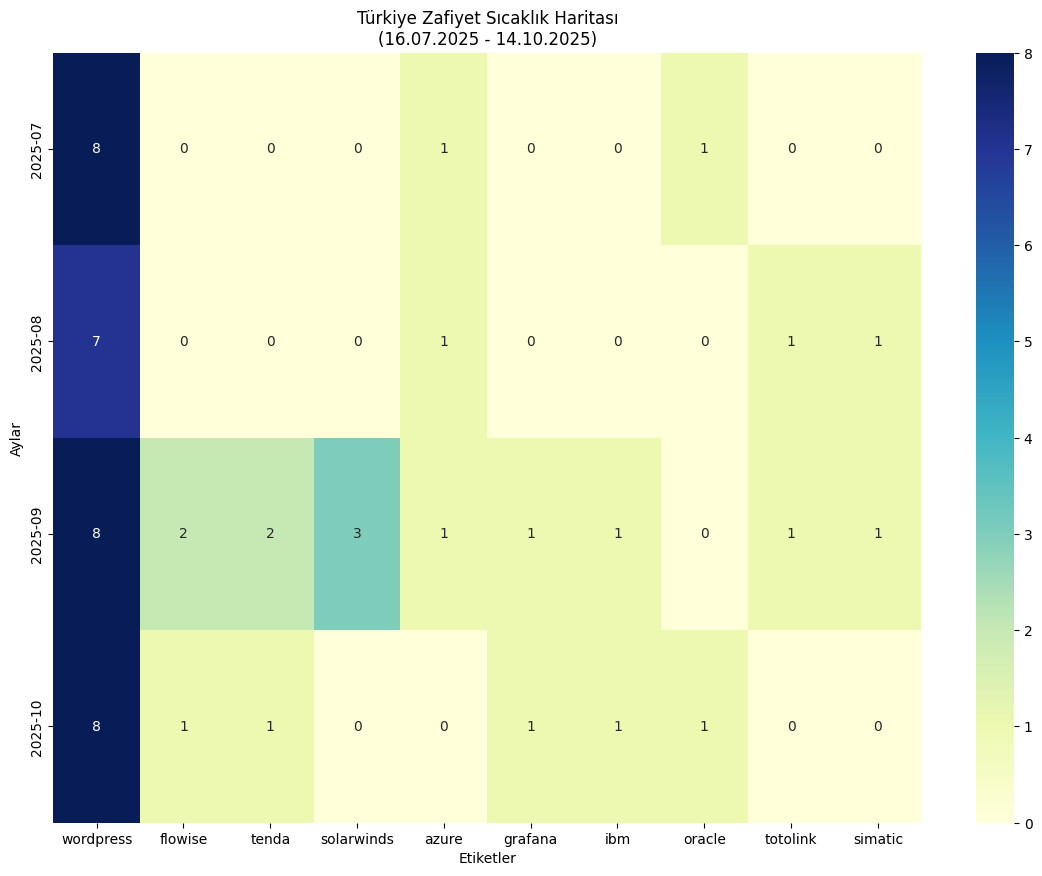 Türkiye Zafiyet Sıcaklık Haritası
(16.07.2025 - 14.10.2025)
Aylar
2025-07
8 0 0 0 1 0 0 1 0 0
2025-08
7 0 0 0 1 0 0 0 1 1
2025-09
8 2 2 3 1 1 1 0 1 1
2025-10
8 1 1 0 0 1 1 1 0 0
wordpress flowise tenda solarwinds azure grafana ibm oracle totolink simatic
Etiketler
8
7
6
5
4
3
2
1
0